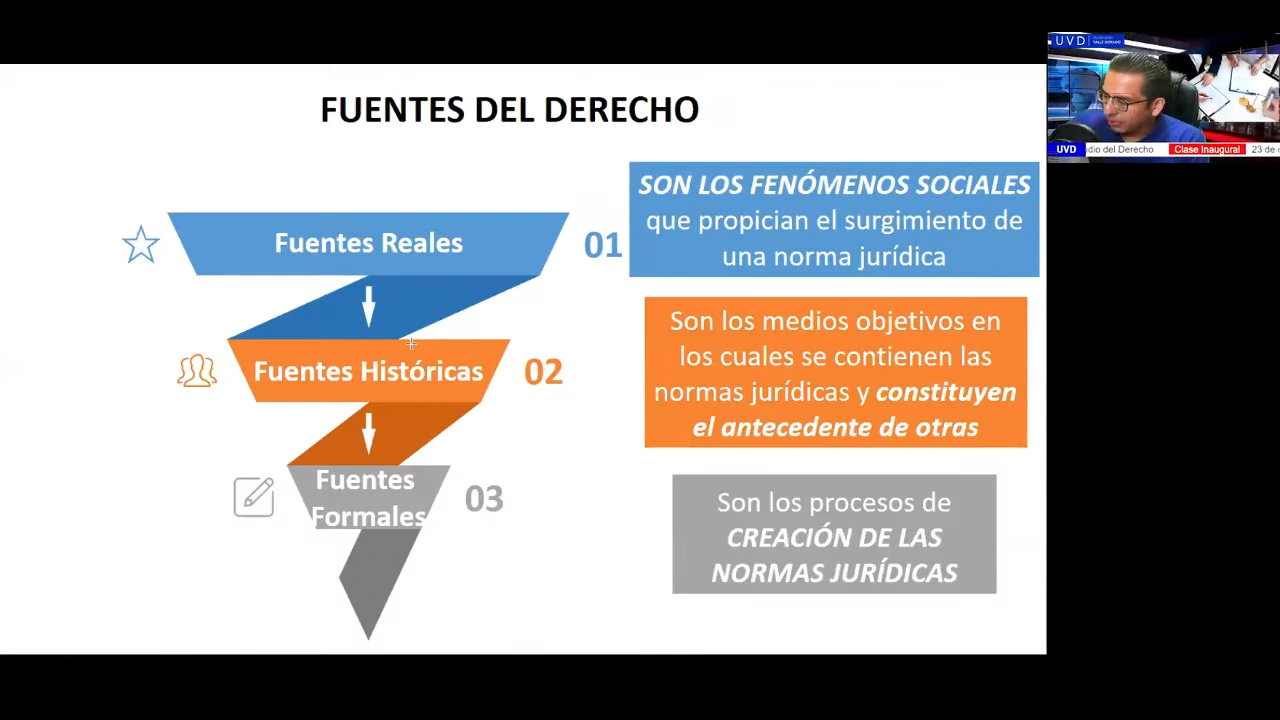 FUENTES DEL DERECHO
Fuentes Reales
01
SON LOS FENÓMENOS SOCIALES
que propician el surgimiento de
una norma jurídica
Fuentes Históricas
02
Son los medios objetivos en
los cuales se contienen las
normas jurídicas y constituyen
el antecedente de otras
Fuentes
Formales
03
Son los procesos de
CREACIÓN DE LAS
NORMAS JURÍDICAS
UVD
VALLE DORADO
UVD
dio del Derecho
Clase Inaugural
23 de